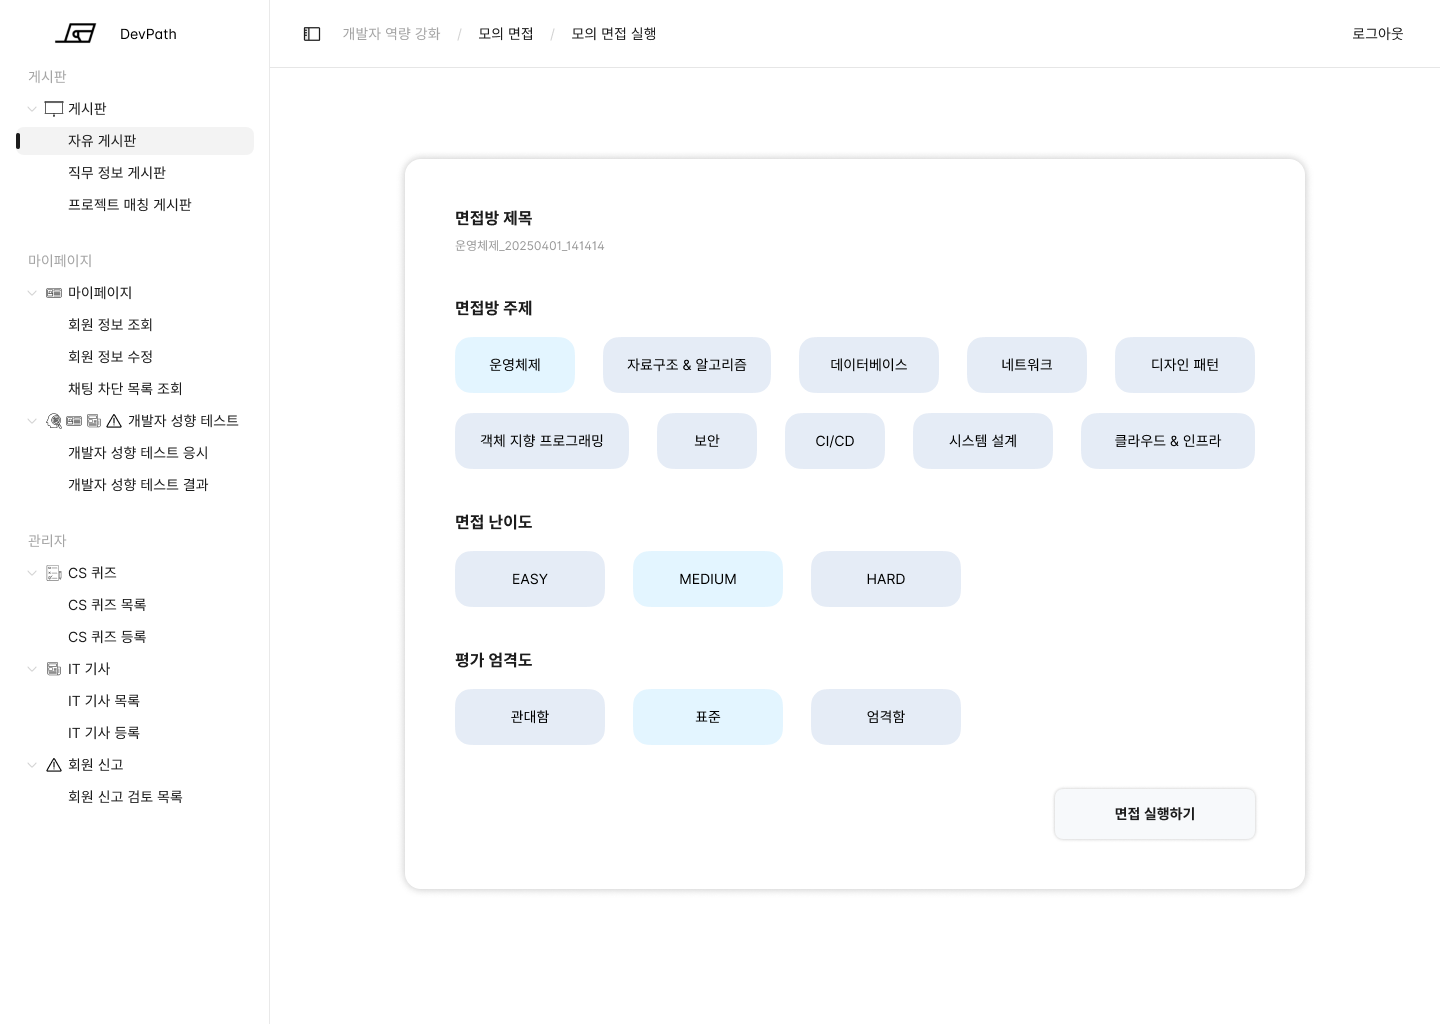 DevPath
게시판
게시판
자유 게시판
직무 정보 게시판
프로젝트 매칭 게시판
마이페이지
마이페이지
회원 정보 조회
회원 정보 수정
채팅 차단 목록 조회
개발자 성향 테스트
개발자 성향 테스트 응시
개발자 성향 테스트 결과
관리자
CS 퀴즈
CS 퀴즈 목록
CS 퀴즈 등록
IT 기사
IT 기사 목록
IT 기사 등록
회원 신고
회원 신고 검토 목록
개발자 역량 강화 / 모의 면접 / 모의 면접 실행
로그아웃
면접방 제목
운영체제_20250401_141414
면접방 주제
운영체제 자료구조 & 알고리즘 데이터베이스 네트워크 디자인 패턴
객체 지향 프로그래밍 보안 CI/CD 시스템 설계 클라우드 & 인프라
면접 난이도
EASY MEDIUM HARD
평가 엄격도
관대함 표준 엄격함
면접 실행하기